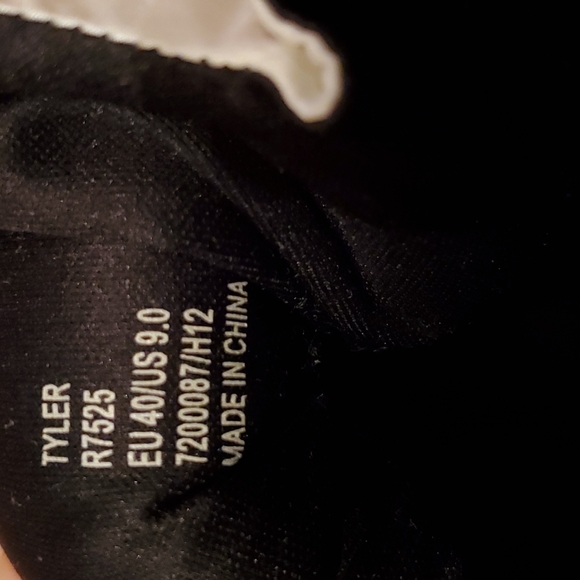 TYLER
R7525
EU 40/US 9.0
7200087/H12
MADE IN CHINA